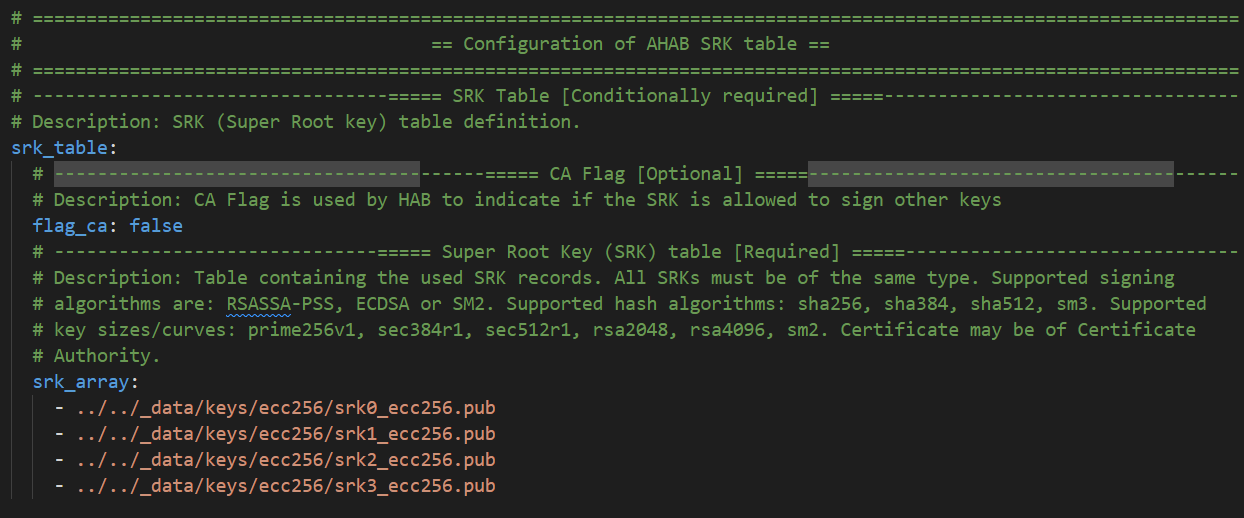 # ================================================================================================================
#                                      == Configuration of AHAB SRK table ==
# ================================================================================================================
# ---------------------------------===== SRK Table [Conditionally required] =====---------------------------------
# Description: SRK (Super Root key) table definition.
srk_table:
  # ----------------------------------------===== CA Flag [Optional] =====----------------------------------------
  # Description: CA Flag is used by HAB to indicate if the SRK is allowed to sign other keys
  flag_ca: false
  # ------------------------------===== Super Root Key (SRK) table [Required] =====-------------------------------
  # Description: Table containing the used SRK records. All SRKs must be of the same type. Supported signing
  # algorithms are: RSASSA-PSS, ECDSA or SM2. Supported hash algorithms: sha256, sha384, sha512, sm3. Supported
  # key sizes/curves: prime256v1, sec384r1, sec512r1, rsa2048, rsa4096, sm2. Certificate may be of Certificate
  # Authority.
  srk_array:
    - ../../_data/keys/ecc256/srk0_ecc256.pub
    - ../../_data/keys/ecc256/srk1_ecc256.pub
    - ../../_data/keys/ecc256/srk2_ecc256.pub
    - ../../_data/keys/ecc256/srk3_ecc256.pub